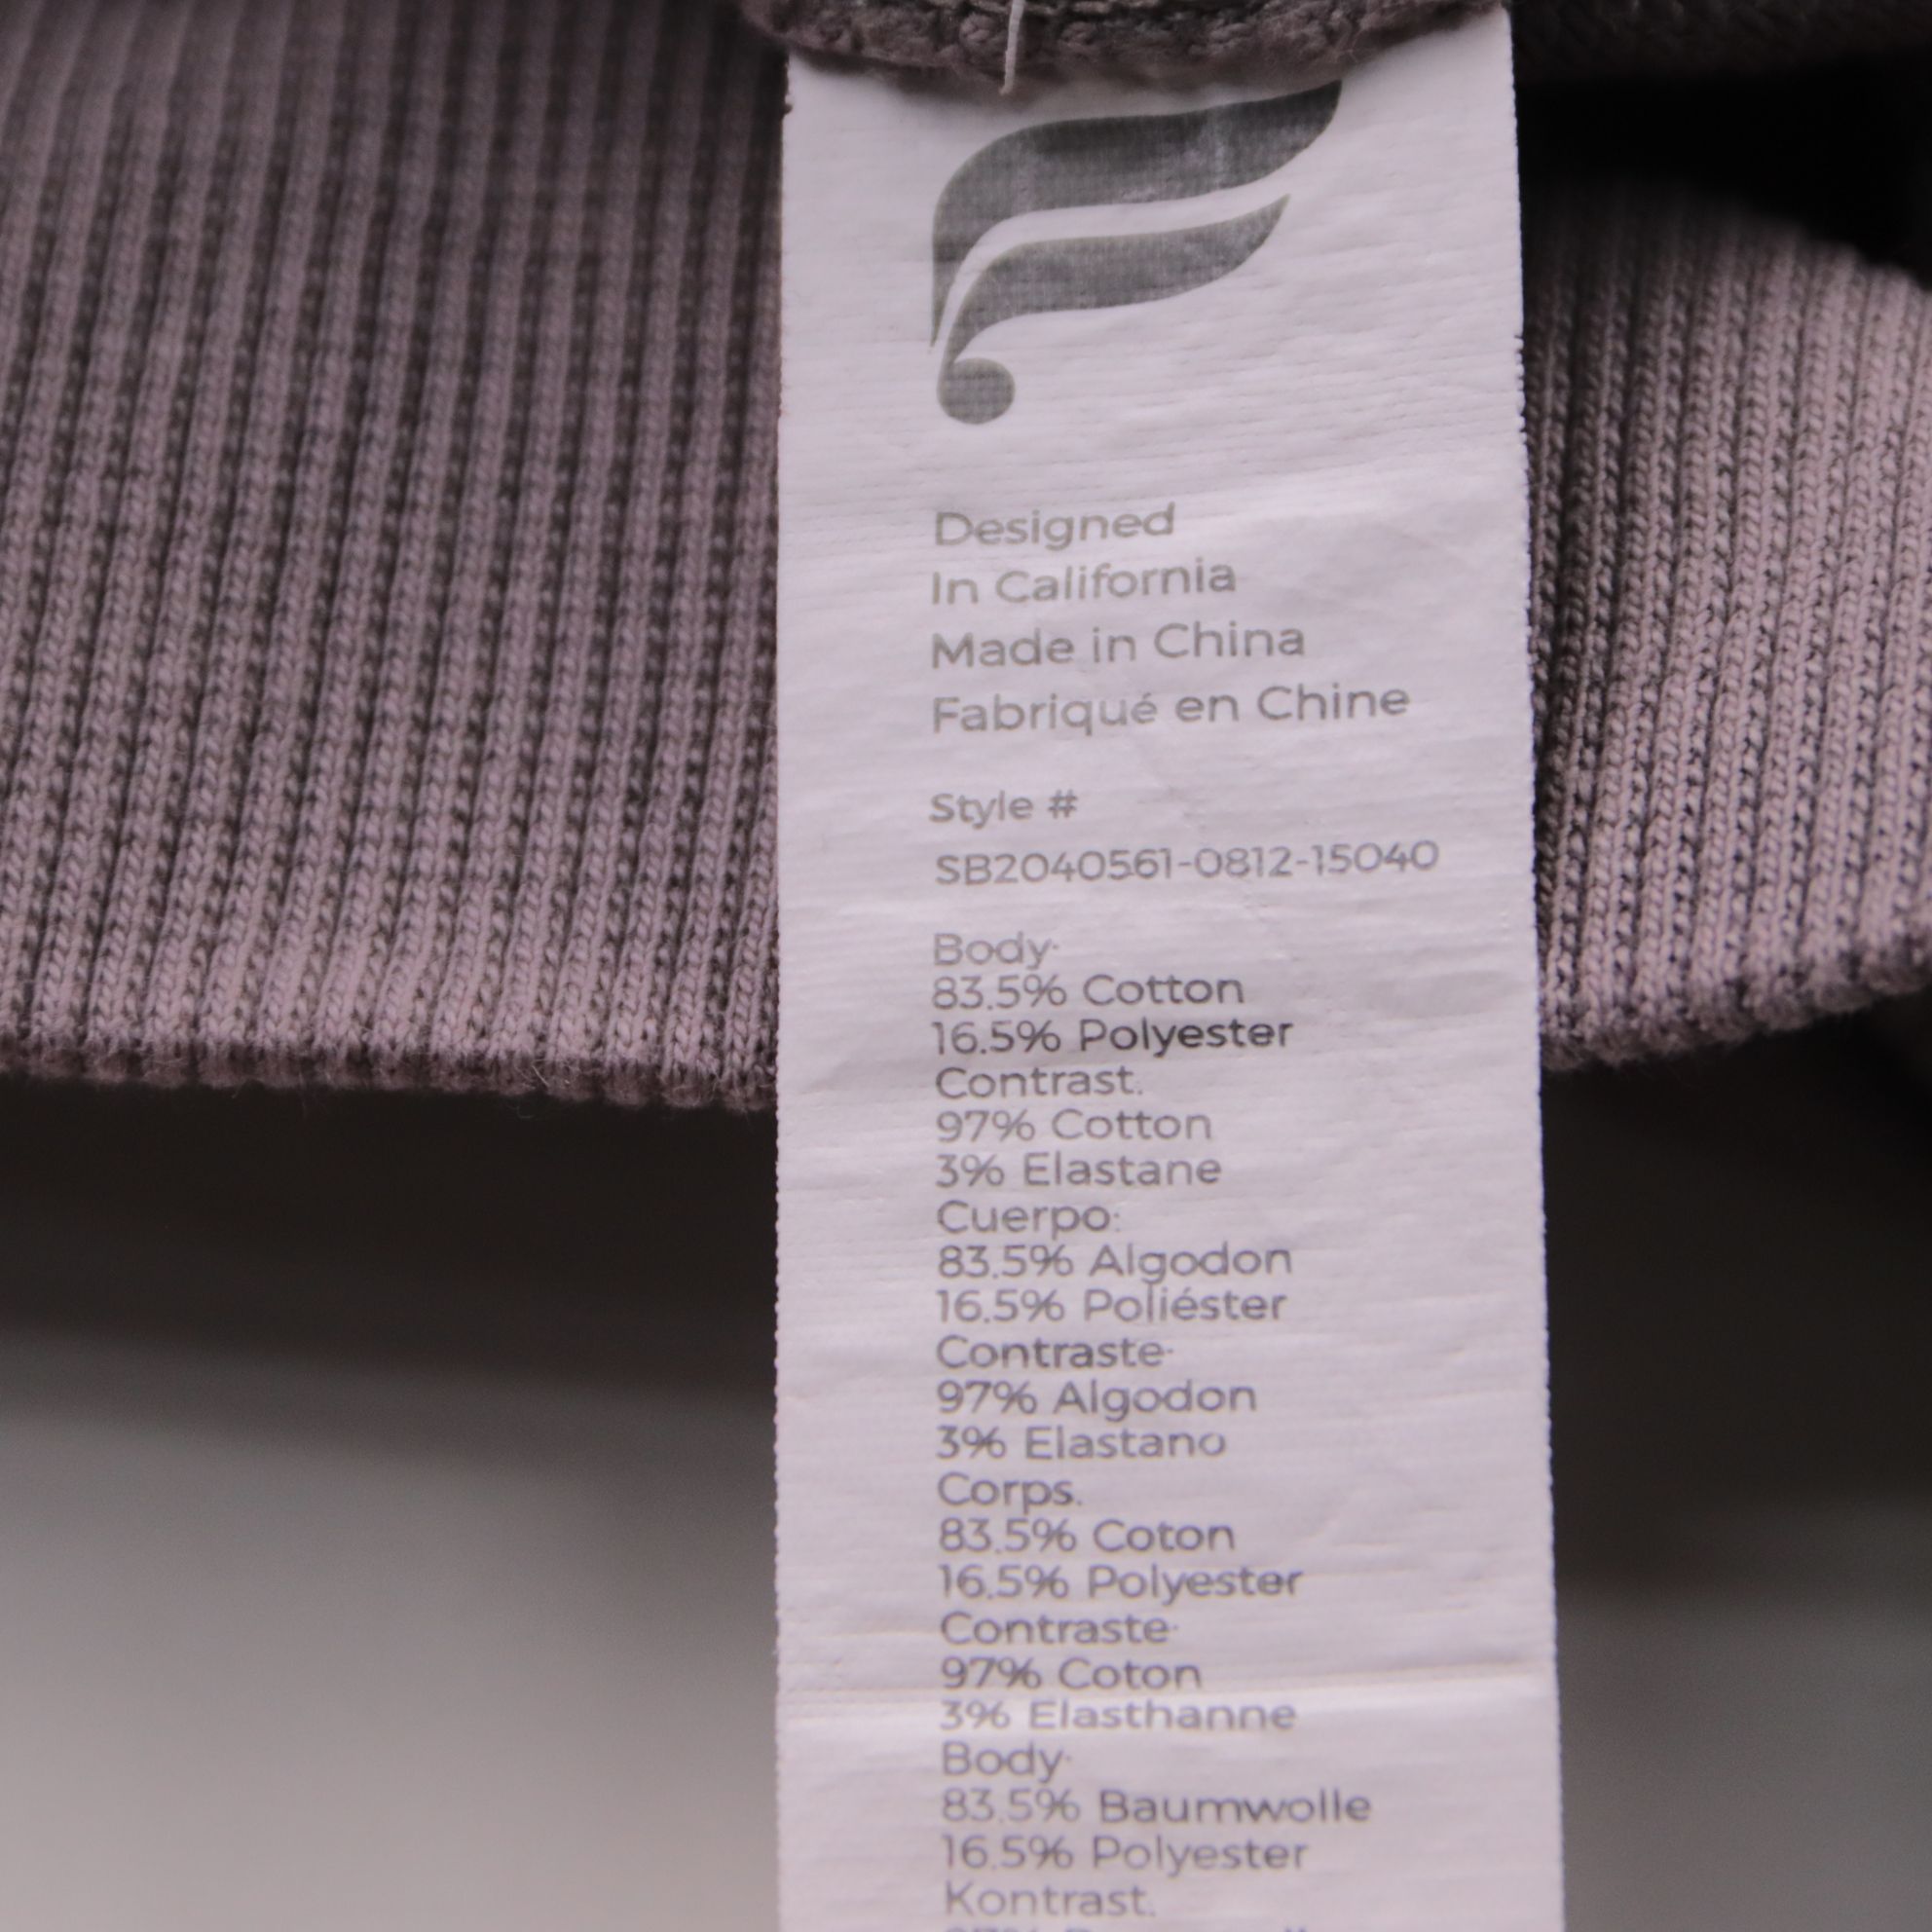 Designed
In California
Made in China
Fabriqué en Chine
Style #
SB2040561-0812-15040
Body:
83.5% Cotton
16.5% Polyester
Contrast:
97% Cotton
3% Elastane
Cuerpo:
83.5% Algodon
16.5% Poliéster
Contraste:
97% Algodon
3% Elastano
Corps:
83.5% Coton
16.5% Polyester
Contraste:
97% Coton
3% Elasthanne
Body:
83.5% Baumwolle
16.5% Polyester
Kontrast: